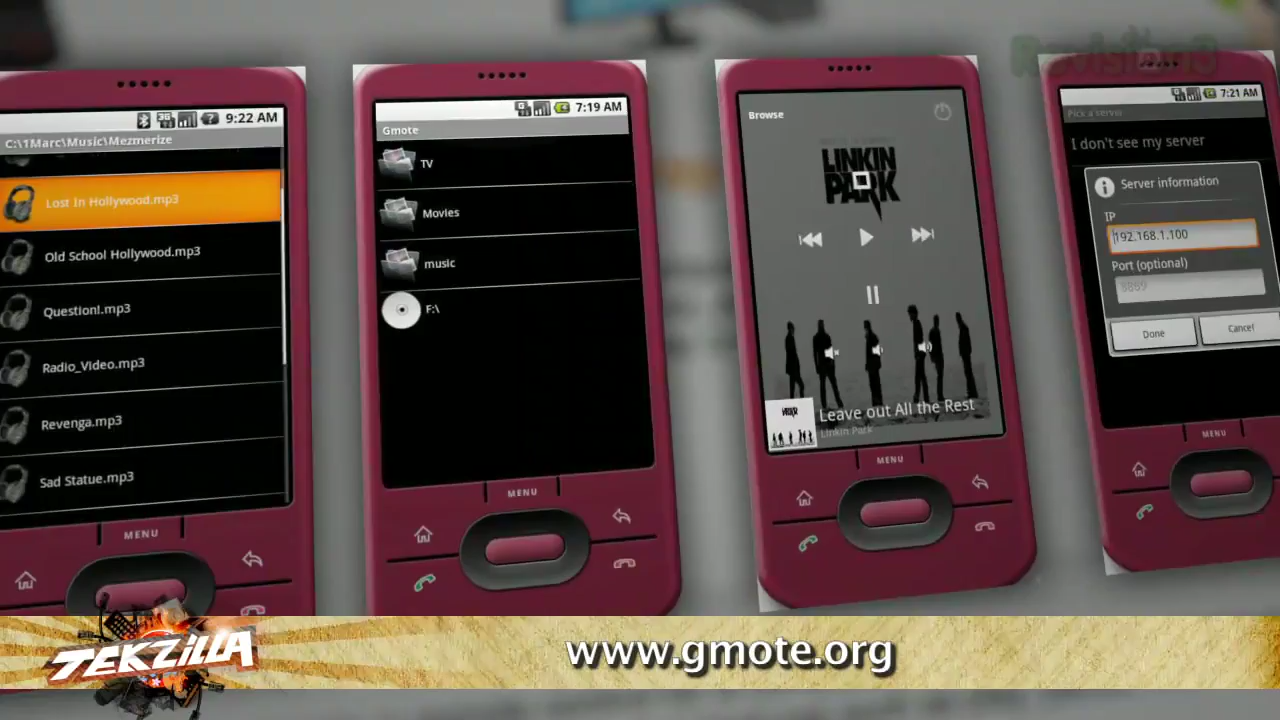 Revision3
9:22 AM
C:\1Marc\Music\Mezmerize
Lost In Hollywood.mp3
Old School Hollywood.mp3
Question!.mp3
Radio_Video.mp3
Revenga.mp3
Sad Statue.mp3
MENU
7:19 AM
Gmote
TV
Movies
music
F:\
MENU
Browse
LINKIN
PARK
Leave out All the Rest
Linkin Park
MENU
7:21 AM
Pick a server
I don't see my server
Server information
IP
192.168.1.100
Port (optional)
8889
Done
Cancel
MENU
TEKZILLA
www.gmote.org